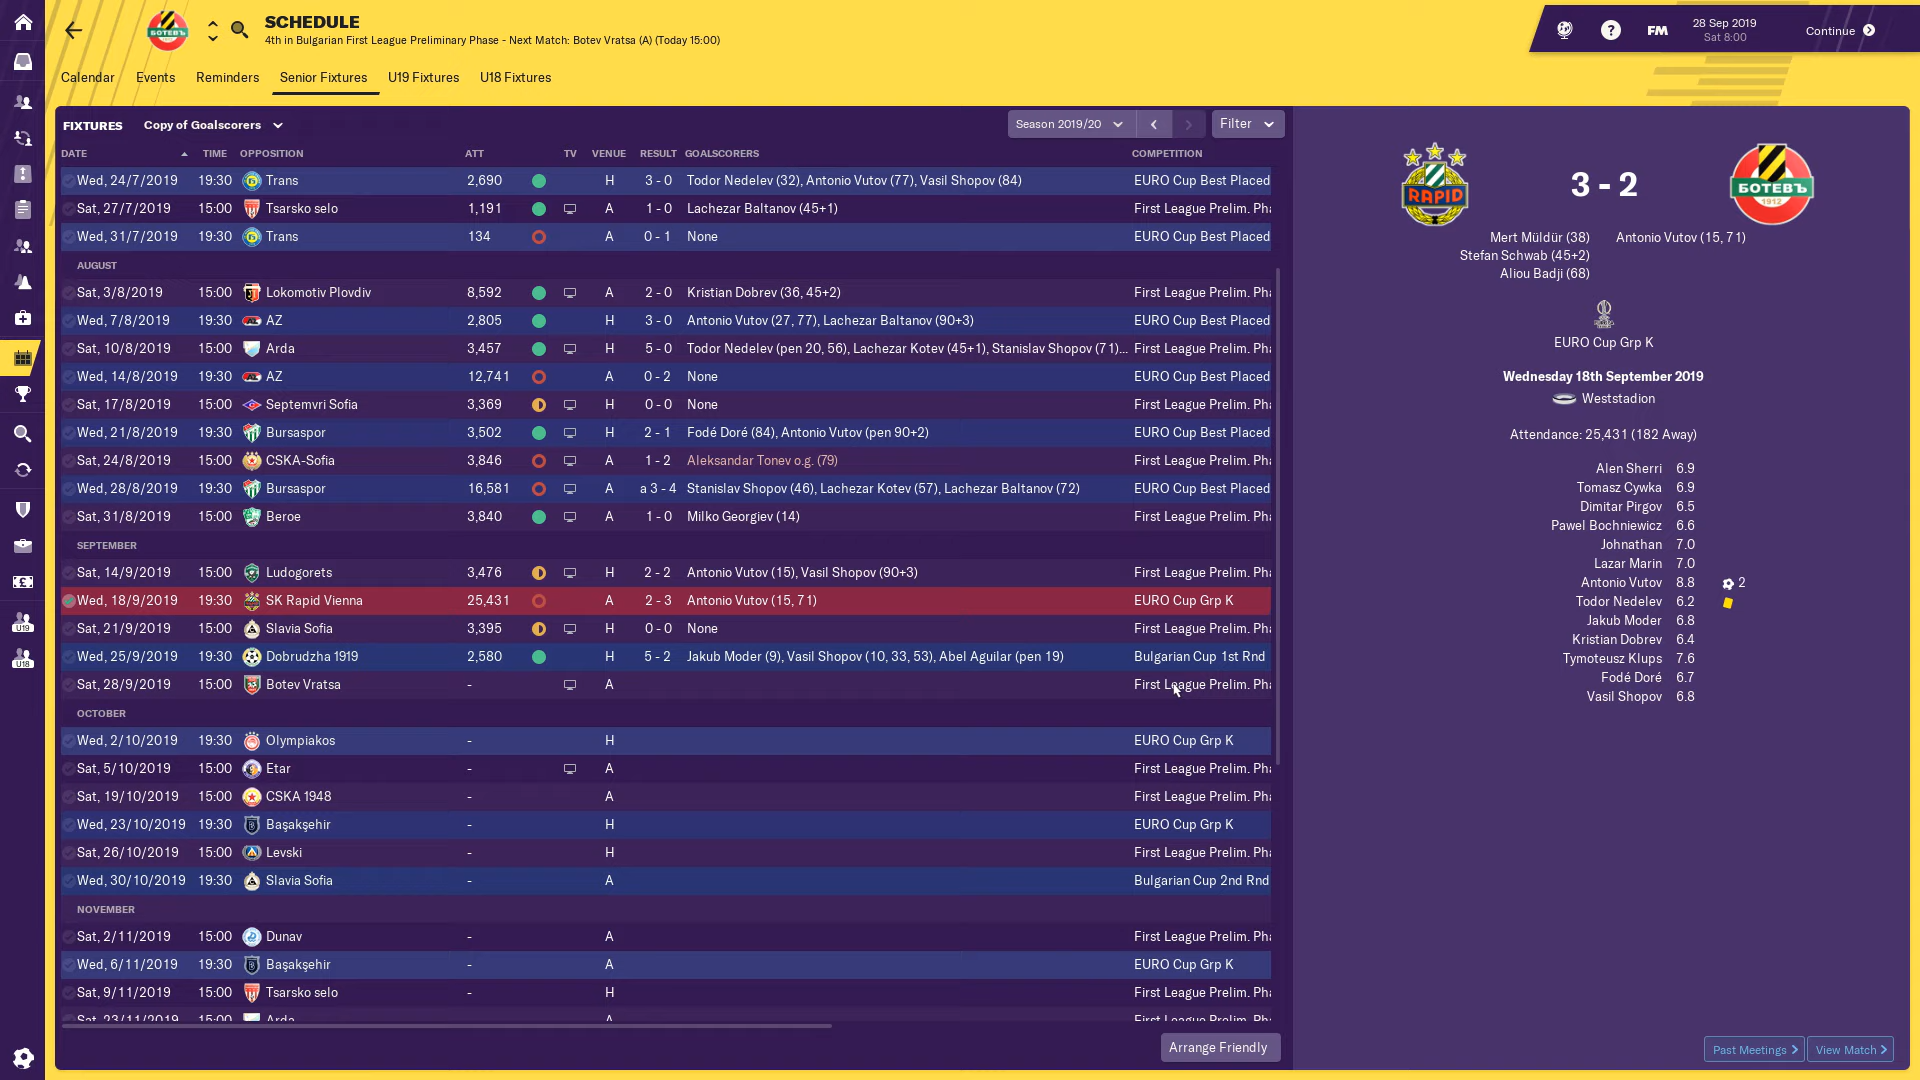 SCHEDULE
4th in Bulgarian First League Preliminary Phase - Next Match: Botev Vratsa (A) (Today 15:00)
БОТЕВЪ
FM
28 Sep 2019
Sat 8:00
Continue
Calendar Events Reminders Senior Fixtures U19 Fixtures U18 Fixtures
FIXTURES Copy of Goalscorers Season 2019/20 Filter
DATE TIME OPPOSITION ATT TV VENUE RESULT GOALSCORERS COMPETITION
Wed, 24/7/2019 19:30 Trans 2,690 H 3 - 0 Todor Nedelev (32), Antonio Vutov (77), Vasil Shopov (84) EURO Cup Best Placed
Sat, 27/7/2019 15:00 Tsarsko selo 1,191 A 1 - 0 Lachezar Baltanov (45+1) First League Prelim. Pha
Wed, 31/7/2019 19:30 Trans 134 A 0 - 1 None EURO Cup Best Placed
AUGUST
Sat, 3/8/2019 15:00 Lokomotiv Plovdiv 8,592 A 2 - 0 Kristian Dobrev (36, 45+2) First League Prelim. Pha
Wed, 7/8/2019 19:30 AZ 2,805 H 3 - 0 Antonio Vutov (27, 77), Lachezar Baltanov (90+3) EURO Cup Best Placed
Sat, 10/8/2019 15:00 Arda 3,457 H 5 - 0 Todor Nedelev (pen 20, 56), Lachezar Kotev (45+1), Stanislav Shopov (71)... First League Prelim. Pha
Wed, 14/8/2019 19:30 AZ 12,741 A 0 - 2 None EURO Cup Best Placed
Sat, 17/8/2019 15:00 Septemvri Sofia 3,369 H 0 - 0 None First League Prelim. Pha
Wed, 21/8/2019 19:30 Bursaspor 3,502 H 2 - 1 Fodé Doré (84), Antonio Vutov (pen 90+2) EURO Cup Best Placed
Sat, 24/8/2019 15:00 CSKA-Sofia 3,846 A 1 - 2 Aleksandar Tonev o.g. (79) First League Prelim. Pha
Wed, 28/8/2019 19:30 Bursaspor 16,581 A a 3 - 4 Stanislav Shopov (46), Lachezar Kotev (57), Lachezar Baltanov (72) EURO Cup Best Placed
Sat, 31/8/2019 15:00 Beroe 3,840 A 1 - 0 Milko Georgiev (14) First League Prelim. Pha
SEPTEMBER
Sat, 14/9/2019 15:00 Ludogorets 3,476 H 2 - 2 Antonio Vutov (15), Vasil Shopov (90+3) First League Prelim. Pha
Wed, 18/9/2019 19:30 SK Rapid Vienna 25,431 A 2 - 3 Antonio Vutov (15, 71) EURO Cup Grp K
Sat, 21/9/2019 15:00 Slavia Sofia 3,395 H 0 - 0 None First League Prelim. Pha
Wed, 25/9/2019 19:30 Dobrudzha 1919 2,580 H 5 - 2 Jakub Moder (9), Vasil Shopov (10, 33, 53), Abel Aguilar (pen 19) Bulgarian Cup 1st Rnd
Sat, 28/9/2019 15:00 Botev Vratsa - A First League Prelim. Pha
OCTOBER
Wed, 2/10/2019 19:30 Olympiakos - H EURO Cup Grp K
Sat, 5/10/2019 15:00 Etar - A First League Prelim. Pha
Sat, 19/10/2019 15:00 CSKA 1948 - A First League Prelim. Pha
Wed, 23/10/2019 19:30 Başakşehir - H EURO Cup Grp K
Sat, 26/10/2019 15:00 Levski - H First League Prelim. Pha
Wed, 30/10/2019 19:30 Slavia Sofia - A Bulgarian Cup 2nd Rnd
NOVEMBER
Sat, 2/11/2019 15:00 Dunav - A First League Prelim. Pha
Wed, 6/11/2019 19:30 Başakşehir - A EURO Cup Grp K
Sat, 9/11/2019 15:00 Tsarsko selo - H First League Prelim. Pha
Sat, 23/11/2019 15:00 Arda - A First League Prelim. Pha
Arrange Friendly
U19
U18
RAPID
3 - 2
БОТЕВЪ
1912
Mert Müldür (38) Antonio Vutov (15, 71)
Stefan Schwab (45+2)
Aliou Badji (68)
EURO Cup Grp K
Wednesday 18th September 2019
Weststadion
Attendance: 25,431 (182 Away)
Alen Sherri 6.9
Tomasz Cywka 6.9
Dimitar Pirgov 6.5
Pawel Bochniewicz 6.6
Johnathan 7.0
Lazar Marin 7.0
Antonio Vutov 8.8 2
Todor Nedelev 6.2
Jakub Moder 6.8
Kristian Dobrev 6.4
Tymoteusz Klups 7.6
Fodé Doré 6.7
Vasil Shopov 6.8
Past Meetings View Match